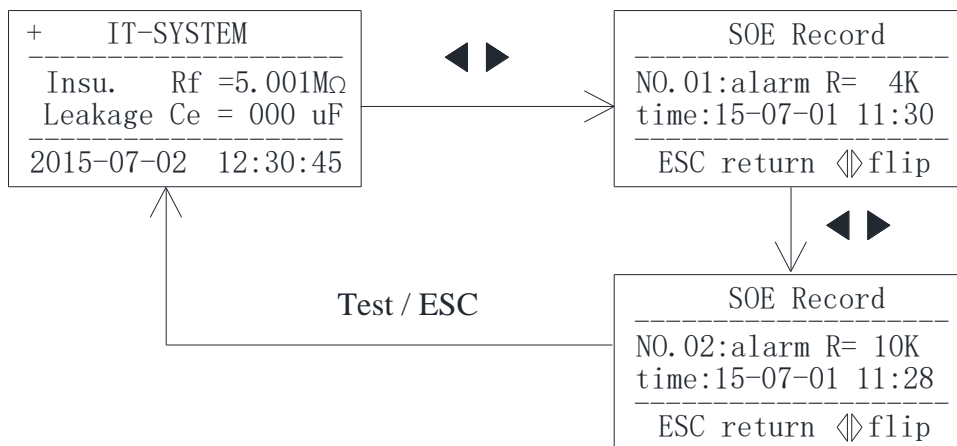 + IT-SYSTEM
Insu. Rf =5.001MΩ
Leakage Ce = 000 uF
2015-07-02 12:30:45
◀ ▶
SOE Record
NO.01:alarm R= 4K
time:15-07-01 11:30
ESC return ◁▷flip
◀ ▶
Test / ESC
SOE Record
NO.02:alarm R= 10K
time:15-07-01 11:28
ESC return ◁▷flip